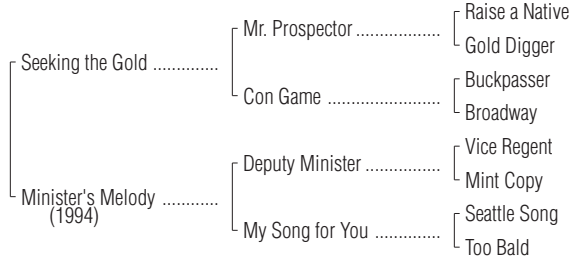 Raise a Native
Mr. Prospector ..................
Gold Digger
Seeking the Gold ..............
Buckpasser
Con Game ........................
Broadway
Vice Regent
Deputy Minister ................
Mint Copy
Minister's Melody ............
(1994)
Seattle Song
My Song for You ..............
Too Bald